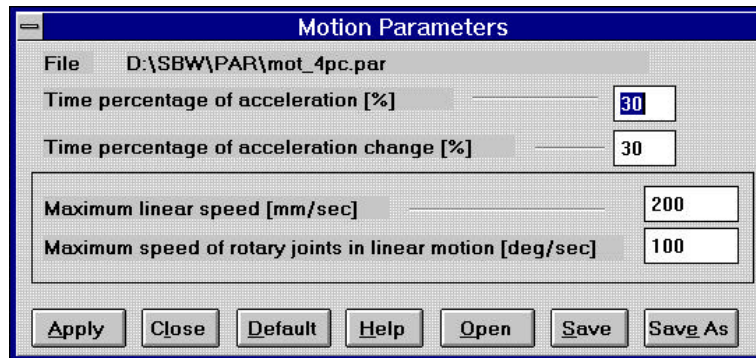 Motion Parameters
File D:\SBW\PAR\mot_4pc.par
Time percentage of acceleration [%] 30
Time percentage of acceleration change [%] 30
Maximum linear speed [mm/sec] 200
Maximum speed of rotary joints in linear motion [deg/sec] 100
Apply Close Default Help Open Save Save As